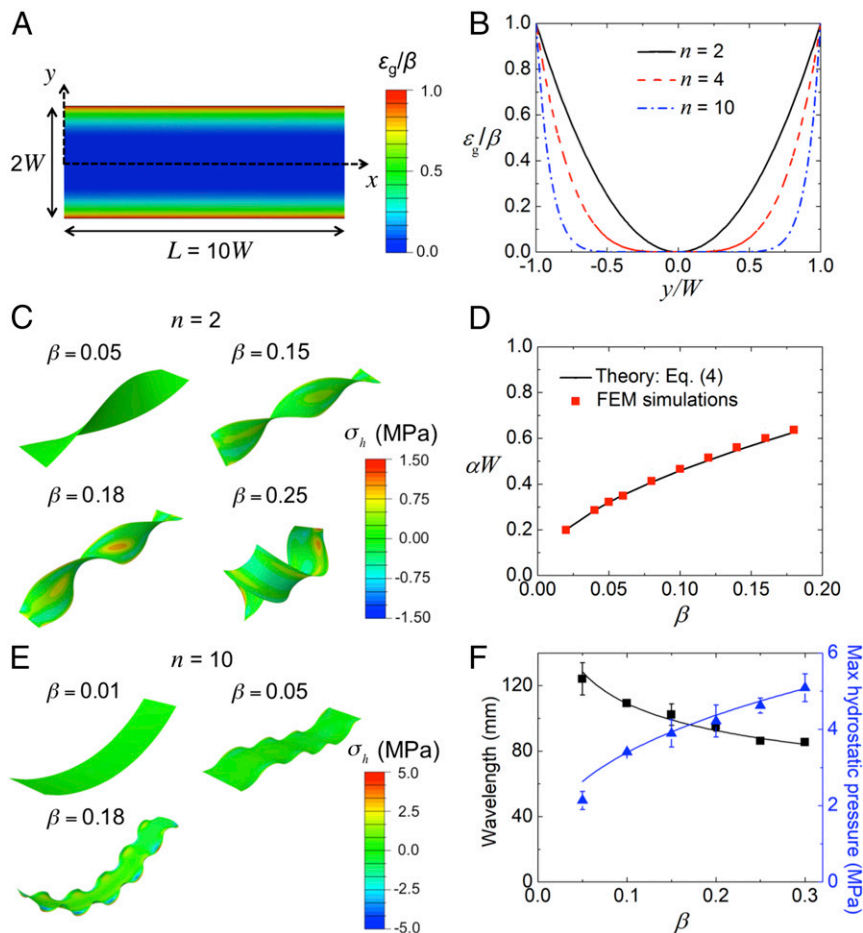 A
y
εg/β
1.0
0.5
0.0
2W
x
L = 10W
B
1.0
0.8
0.6
0.4
0.2
0.0
εg/β
n = 2
n = 4
n = 10
-1.0
-0.5
0.0
0.5
1.0
y/W
C
n = 2
β = 0.05
β = 0.15
β = 0.18
β = 0.25
σh (MPa)
1.50
0.75
0.00
-0.75
-1.50
D
1.0
0.8
0.6
0.4
0.2
0.0
αW
Theory: Eq. (4)
FEM simulations
0.00
0.05
0.10
0.15
0.20
β
E
n = 10
β = 0.01
β = 0.05
β = 0.18
σh (MPa)
5.0
2.5
0.0
-2.5
-5.0
F
120
80
40
0
Wavelength (mm)
0.0
0.1
0.2
0.3
β
6
4
2
0
Max hydrostatic pressure (MPa)